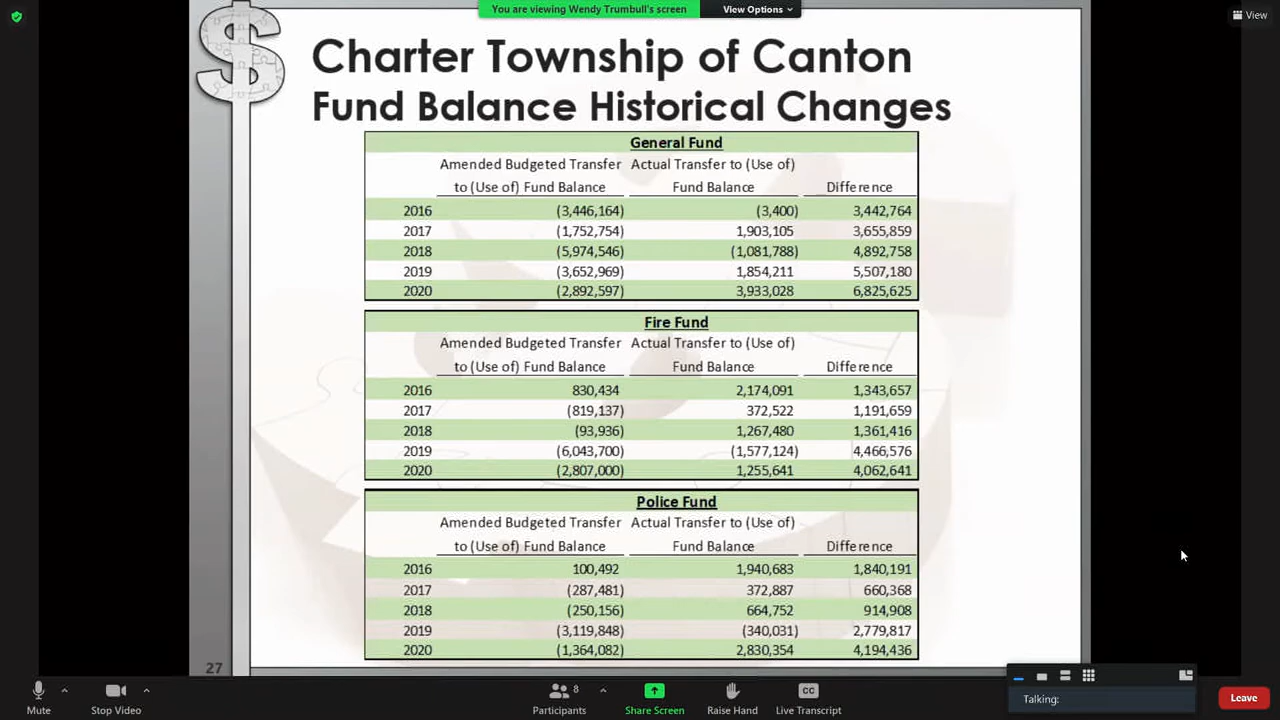 You are viewing Wendy Trumbull's screen
View Options
View
Charter Township of Canton
Fund Balance Historical Changes
General Fund
Amended Budgeted Transfer Actual Transfer to (Use of)
to (Use of) Fund Balance Fund Balance Difference
2016 (3,446,164) (3,400) 3,442,764
2017 (1,752,754) 1,903,105 3,655,859
2018 (5,974,546) (1,081,788) 4,892,758
2019 (3,652,969) 1,854,211 5,507,180
2020 (2,892,597) 3,933,028 6,825,625
Fire Fund
Amended Budgeted Transfer Actual Transfer to (Use of)
to (Use of) Fund Balance Fund Balance Difference
2016 830,434 2,174,091 1,343,657
2017 (819,137) 372,522 1,191,659
2018 (93,936) 1,267,480 1,361,416
2019 (6,043,700) (1,577,124) 4,466,576
2020 (2,807,000) 1,255,641 4,062,641
Police Fund
Amended Budgeted Transfer Actual Transfer to (Use of)
to (Use of) Fund Balance Fund Balance Difference
2016 100,492 1,940,683 1,840,191
2017 (287,481) 372,887 660,368
2018 (250,156) 664,752 914,908
2019 (3,119,848) (340,031) 2,779,817
2020 (1,364,082) 2,830,354 4,194,436
27
Talking:
8
CC
Mute Stop Video Participants Share Screen Raise Hand Live Transcript Leave